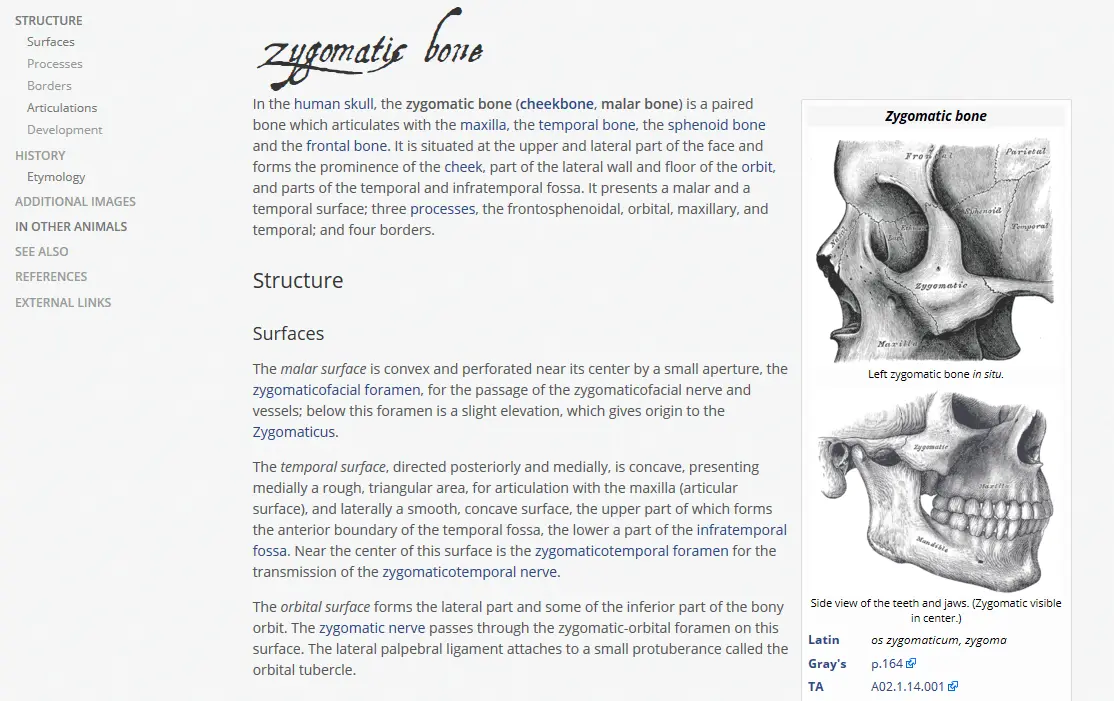 STRUCTURE
Surfaces
Processes
Borders
Articulations
Development
HISTORY
Etymology
ADDITIONAL IMAGES
IN OTHER ANIMALS
SEE ALSO
REFERENCES
EXTERNAL LINKS
zygomatic bone
In the human skull, the zygomatic bone (cheekbone, malar bone) is a paired
bone which articulates with the maxilla, the temporal bone, the sphenoid bone
and the frontal bone. It is situated at the upper and lateral part of the face and
forms the prominence of the cheek, part of the lateral wall and floor of the orbit,
and parts of the temporal and infratemporal fossa. It presents a malar and a
temporal surface; three processes, the frontosphenoidal, orbital, maxillary, and
temporal; and four borders.
Structure
Surfaces
The malar surface is convex and perforated near its center by a small aperture, the
zygomaticofacial foramen, for the passage of the zygomaticofacial nerve and
vessels; below this foramen is a slight elevation, which gives origin to the
Zygomaticus.
The temporal surface, directed posteriorly and medially, is concave, presenting
medially a rough, triangular area, for articulation with the maxilla (articular
surface), and laterally a smooth, concave surface, the upper part of which forms
the anterior boundary of the temporal fossa, the lower a part of the infratemporal
fossa. Near the center of this surface is the zygomaticotemporal foramen for the
transmission of the zygomaticotemporal nerve.
The orbital surface forms the lateral part and some of the inferior part of the bony
orbit. The zygomatic nerve passes through the zygomatic-orbital foramen on this
surface. The lateral palpebral ligament attaches to a small protuberance called the
orbital tubercle.
Zygomatic bone
Frontal
Parietal
Sphenoid
Temporal
Zygomatic
Maxilla
Left zygomatic bone in situ.
Zygomatic
Maxilla
Mandible
Side view of the teeth and jaws. (Zygomatic visible
in center.)
Latin os zygomaticum, zygoma
Gray's p.164
TA A02.1.14.001